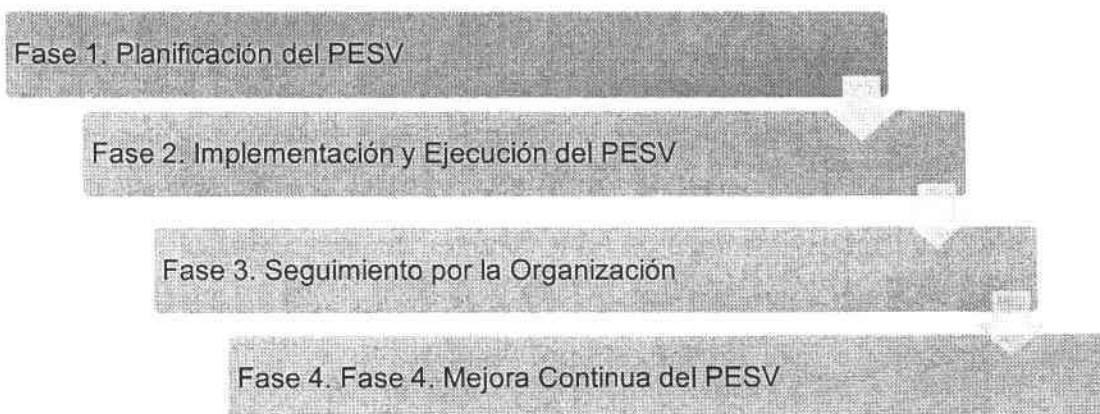 Fase 1. Planificación del PESV
Fase 2. Implementación y Ejecución del PESV
Fase 3. Seguimiento por la Organización
Fase 4. Fase 4. Mejora Continua del PESV